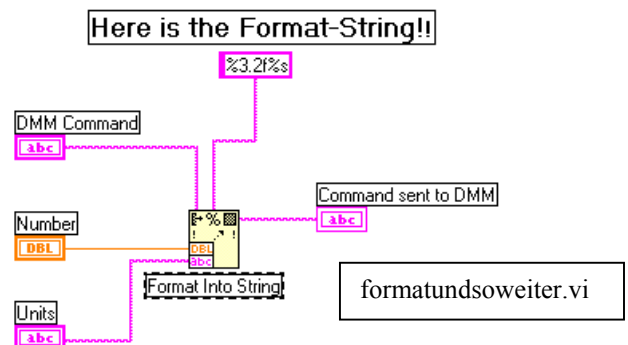 Here is the Format-String!!
%3.2f%s
DMM Command
abc
Command sent to DMM
abc
Number
DBL
%
DBL
abc
Format Into String
formatundsoweiter.vi
Units
abc